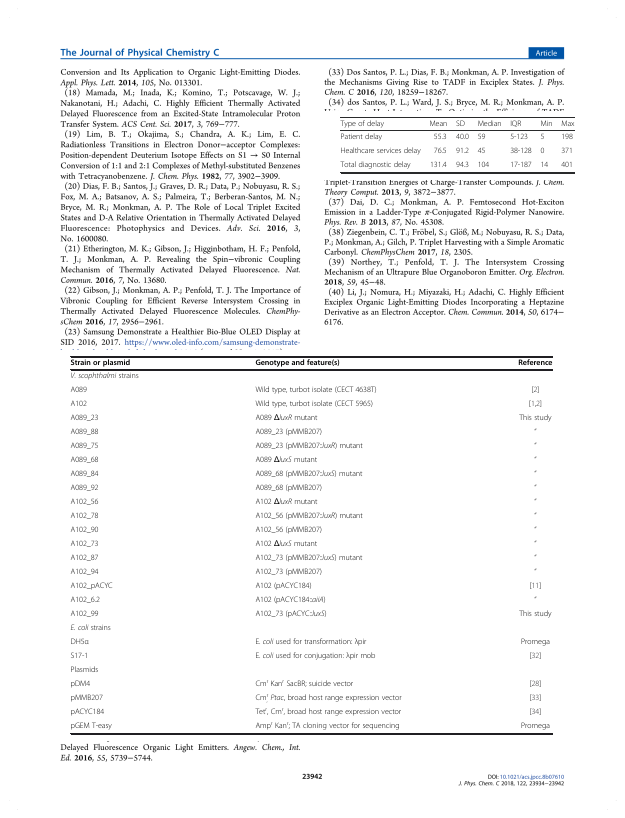 The Journal of Physical Chemistry C
Article
Conversion and Its Application to Organic Light-Emitting Diodes.
Appl. Phys. Lett. 2014, 105, No. 013301.
(18) Mamada, M.; Inada, K.; Komino, T.; Potscavage, W. J.;
Nakanotani, H.; Adachi, C. Highly Efficient Thermally Activated
Delayed Fluorescence from an Excited-State Intramolecular Proton
Transfer System. ACS Cent. Sci. 2017, 3, 769−777.
(19) Lim, B. T.; Okajima, S.; Chandra, A. K.; Lim, E. C.
Radiationless Transitions in Electron Donor−acceptor Complexes:
Position-dependent Deuterium Isotope Effects on S1 → S0 Internal
Conversion of 1:1 and 2:1 Complexes of Methyl-substituted Benzenes
with Tetracyanobenzene. J. Chem. Phys. 1982, 77, 3902−3909.
(20) Dias, F. B.; Santos, J.; Graves, D. R.; Data, P.; Nobuyasu, R. S.;
Fox, M. A.; Batsanov, A. S.; Palmeira, T.; Berberan-Santos, M. N.;
Bryce, M. R.; Monkman, A. P. The Role of Local Triplet Excited
States and D-A Relative Orientation in Thermally Activated Delayed
Fluorescence: Photophysics and Devices. Adv. Sci. 2016, 3,
No. 1600080.
(21) Etherington, M. K.; Gibson, J.; Higginbotham, H. F.; Penfold,
T. J.; Monkman, A. P. Revealing the Spin−vibronic Coupling
Mechanism of Thermally Activated Delayed Fluorescence. Nat.
Commun. 2016, 7, No. 13680.
(22) Gibson, J.; Monkman, A. P.; Penfold, T. J. The Importance of
Vibronic Coupling for Efficient Reverse Intersystem Crossing in
Thermally Activated Delayed Fluorescence Molecules. ChemPhy-
sChem 2016, 17, 2956−2961.
(23) Samsung Demonstrate a Healthier Bio-Blue OLED Display at
SID 2016, 2017. https://www.oled-info.com/samsung-demonstrate-
(33) Dos Santos, P. L.; Dias, F. B.; Monkman, A. P. Investigation of
the Mechanisms Giving Rise to TADF in Exciplex States. J. Phys.
Chem. C 2016, 120, 18259−18267.
(34) dos Santos, P. L.; Ward, J. S.; Bryce, M. R.; Monkman, A. P.
Type of delay Mean SD Median IQR Min Max
Patient delay 55.3 40.0 59 5-123 5 198
Healthcare services delay 76.5 91.2 45 38-128 0 371
Total diagnostic delay 131.4 94.3 104 17-187 14 401
Triplet-Transition Energies of Charge-Transfer Compounds. J. Chem.
Theory Comput. 2013, 9, 3872−3877.
(37) Dai, D. C.; Monkman, A. P. Femtosecond Hot-Exciton
Emission in a Ladder-Type π-Conjugated Rigid-Polymer Nanowire.
Phys. Rev. B 2013, 87, No. 45308.
(38) Ziegenbein, C. T.; Fröbel, S.; Glöß, M.; Nobuyasu, R. S.; Data,
P.; Monkman, A.; Gilch, P. Triplet Harvesting with a Simple Aromatic
Carbonyl. ChemPhysChem 2017, 18, 2305.
(39) Northey, T.; Penfold, T. J. The Intersystem Crossing
Mechanism of an Ultrapure Blue Organoboron Emitter. Org. Electron.
2018, 59, 45−48.
(40) Li, J.; Nomura, H.; Miyazaki, H.; Adachi, C. Highly Efficient
Exciplex Organic Light-Emitting Diodes Incorporating a Heptazine
Derivative as an Electron Acceptor. Chem. Commun. 2014, 50, 6174−
6176.
Strain or plasmid Genotype and feature(s) Reference
V. scophthalmi strains
A089 Wild type, turbot isolate (CECT 4638T) [2]
A102 Wild type, turbot isolate (CECT 5965) [1,2]
A089_23 A089 ΔluxR mutant This study
A089_88 A089_23 (pMMB207) "
A089_75 A089_23 (pMMB207::luxR) mutant "
A089_68 A089 ΔluxS mutant "
A089_84 A089_68 (pMMB207::luxS) mutant "
A089_92 A089_68 (pMMB207) "
A102_56 A102 ΔluxR mutant "
A102_78 A102_56 (pMMB207::luxR) mutant "
A102_90 A102_56 (pMMB207) "
A102_73 A102 ΔluxS mutant "
A102_87 A102_73 (pMMB207::luxS) mutant "
A102_94 A102_73 (pMMB207) "
A102_pACYC A102 (pACYC184) [11]
A102_6.2 A102 (pACYC184::aiiA) "
A102_99 A102_73 (pACYC::luxS) This study
E. coli strains
DH5α E. coli used for transformation: λpir Promega
S17-1 E. coli used for conjugation: λpir mob [32]
Plasmids
pDM4 Cmʳ Kanʳ SacBR; suicide vector [28]
pMMB207 Cmʳ Ptac, broad host range expression vector [33]
pACYC184 Tetʳ, Cmʳ, broad host range expression vector [34]
pGEM T-easy Ampʳ Kanʳ; TA cloning vector for sequencing Promega
Delayed Fluorescence Organic Light Emitters. Angew. Chem., Int.
Ed. 2016, 55, 5739−5744.
23942
DOI: 10.1021/acs.jpcc.8b07610
J. Phys. Chem. C 2018, 122, 23934−23942